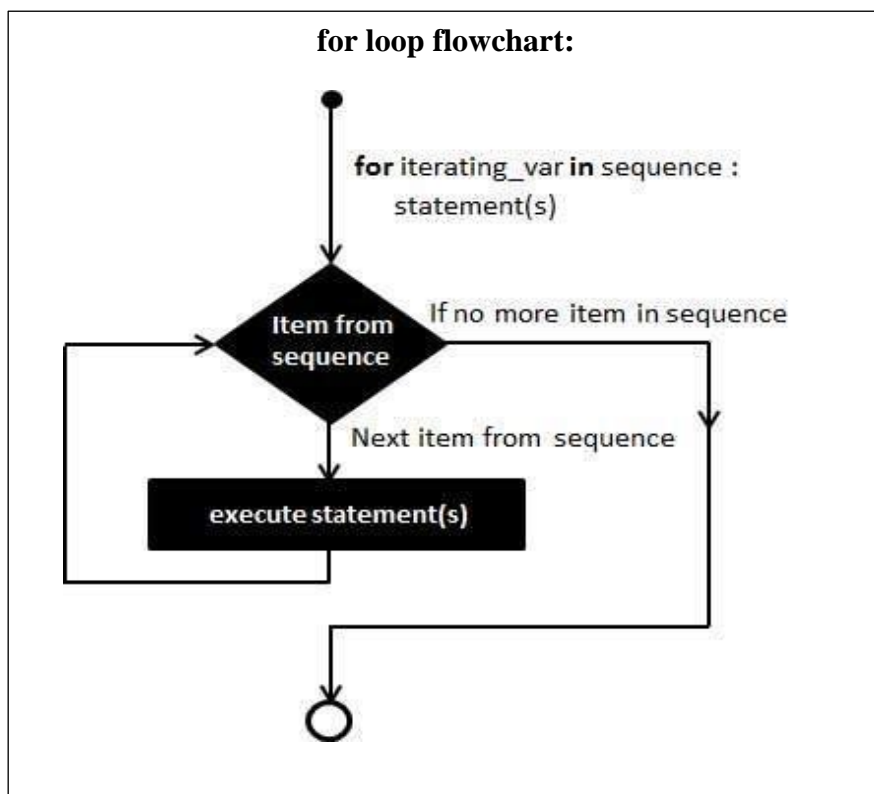 for loop flowchart:
for iterating_var in sequence :
statement(s)
If no more item in sequence
Item from
sequence
Next item from sequence
execute statement(s)